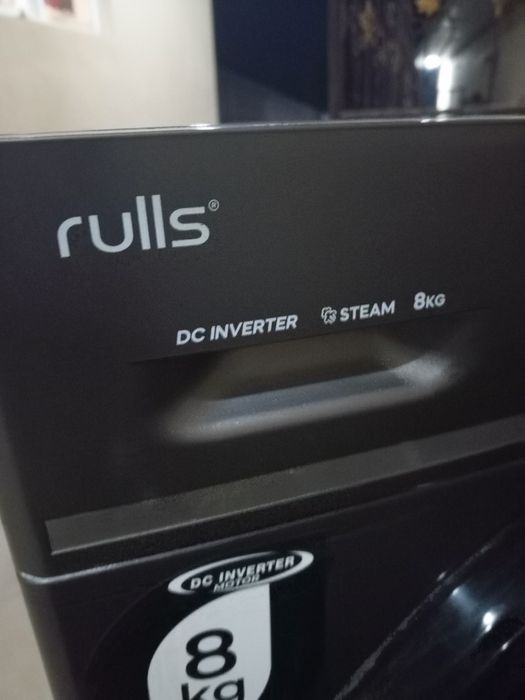 rulls®
DC INVERTER STEAM 8KG
DC INVERTER
MOTOR
8
kg